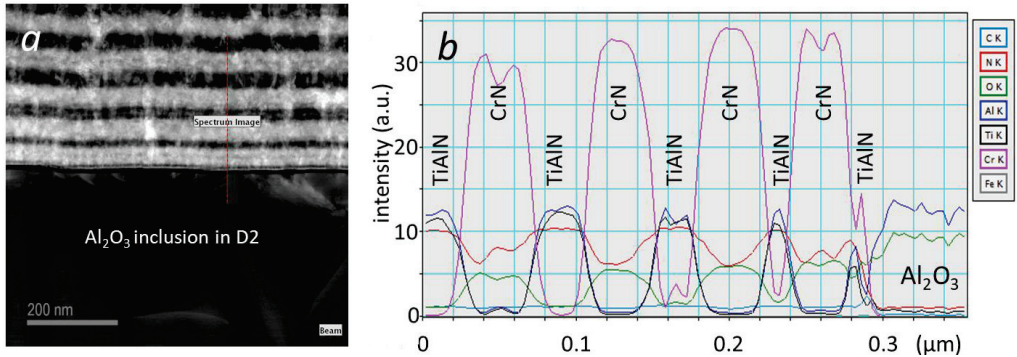 a
Spectrum Image
Al₂O₃ inclusion in D2
200 nm
Beam
b
intensity (a.u.)
30
20
10
0
TiAlN
CrN
TiAlN
CrN
TiAlN
CrN
TiAlN
CrN
TiAlN
Al₂O₃
0
0.1
0.2
0.3
(μm)
C K
N K
O K
Al K
Ti K
Cr K
Fe K